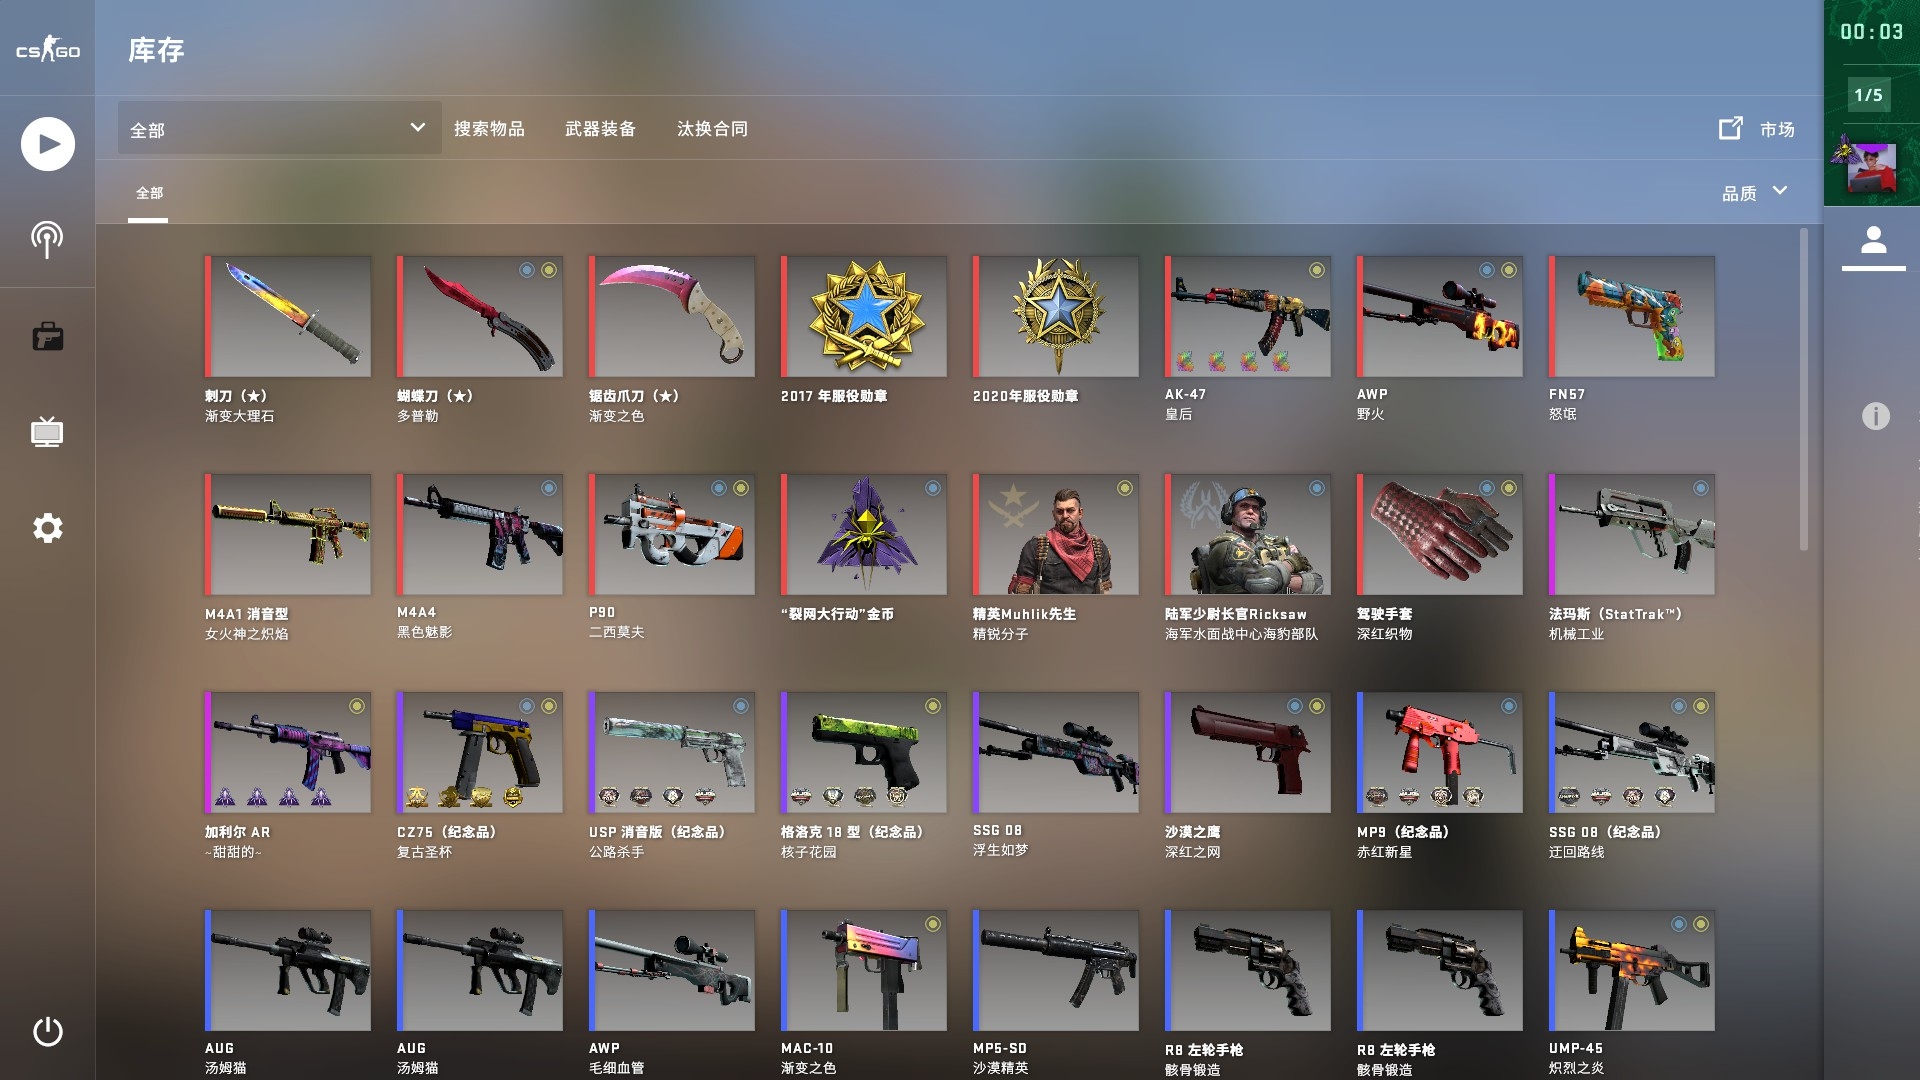 CS GO
库存
00:03
1/5
全部
搜索物品
武器装备
汰换合同
市场
全部
品质
刺刀（★）
渐变大理石
蝴蝶刀（★）
多普勒
锯齿爪刀（★）
渐变之色
2017 年服役勋章
2020年服役勋章
AK-47
皇后
AWP
野火
FN57
怒氓
M4A1 消音型
女火神之炽焰
M4A4
黑色魅影
P90
二西莫夫
“裂网大行动”金币
精英Muhlik先生
精锐分子
陆军少尉长官Ricksaw
海军水面战中心海豹部队
驾驶手套
深红织物
法玛斯（StatTrak™）
机械工业
加利尔 AR
~甜甜的~
CZ75（纪念品）
复古圣杯
USP 消音版（纪念品）
公路杀手
格洛克 18 型（纪念品）
核子花园
SSG 08
浮生如梦
沙漠之鹰
深红之网
MP9（纪念品）
赤红新星
SSG 08（纪念品）
迂回路线
AUG
汤姆猫
AUG
汤姆猫
AWP
毛细血管
MAC-10
渐变之色
MP5-SD
沙漠精英
R8 左轮手枪
骸骨锻造
R8 左轮手枪
骸骨锻造
UMP-45
炽烈之炎